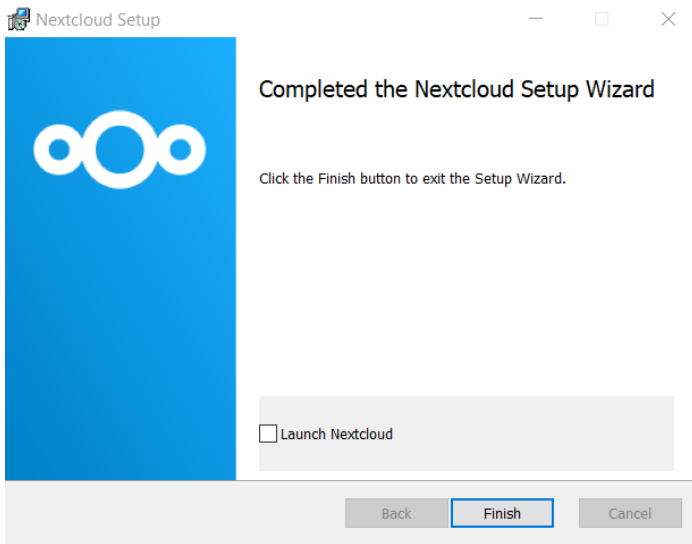 Nextcloud Setup
Completed the Nextcloud Setup Wizard
Click the Finish button to exit the Setup Wizard.
Launch Nextcloud
Back
Finish
Cancel